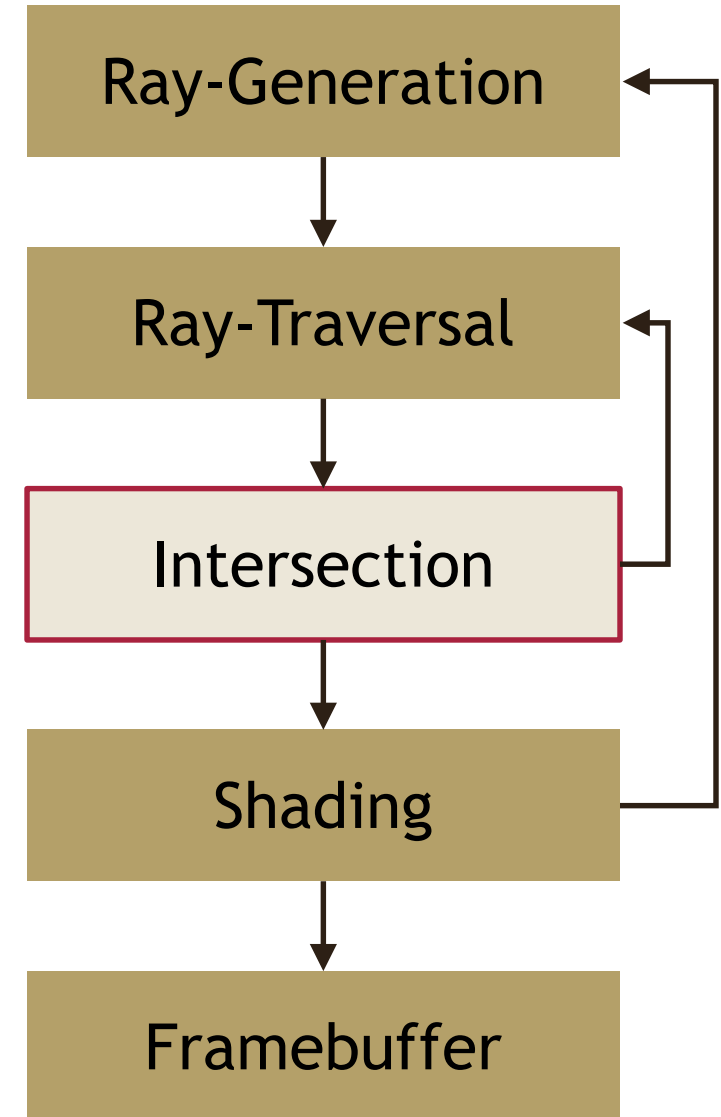 Ray-Generation
Ray-Traversal
Intersection
Shading
Framebuffer